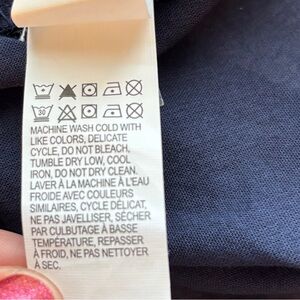 30
MACHINE WASH COLD WITH
LIKE COLORS, DELICATE
CYCLE, DO NOT BLEACH,
TUMBLE DRY LOW, COOL
IRON, DO NOT DRY CLEAN.
LAVER À LA MACHINE À L'EAU
FROIDE AVEC COULEURS
SIMILAIRES, CYCLE DÉLICAT,
NE PAS JAVELLISER, SÉCHER
PAR CULBUTAGE À BASSE
TEMPÉRATURE, REPASSER
À FROID, NE PAS NETTOYER
À SEC.